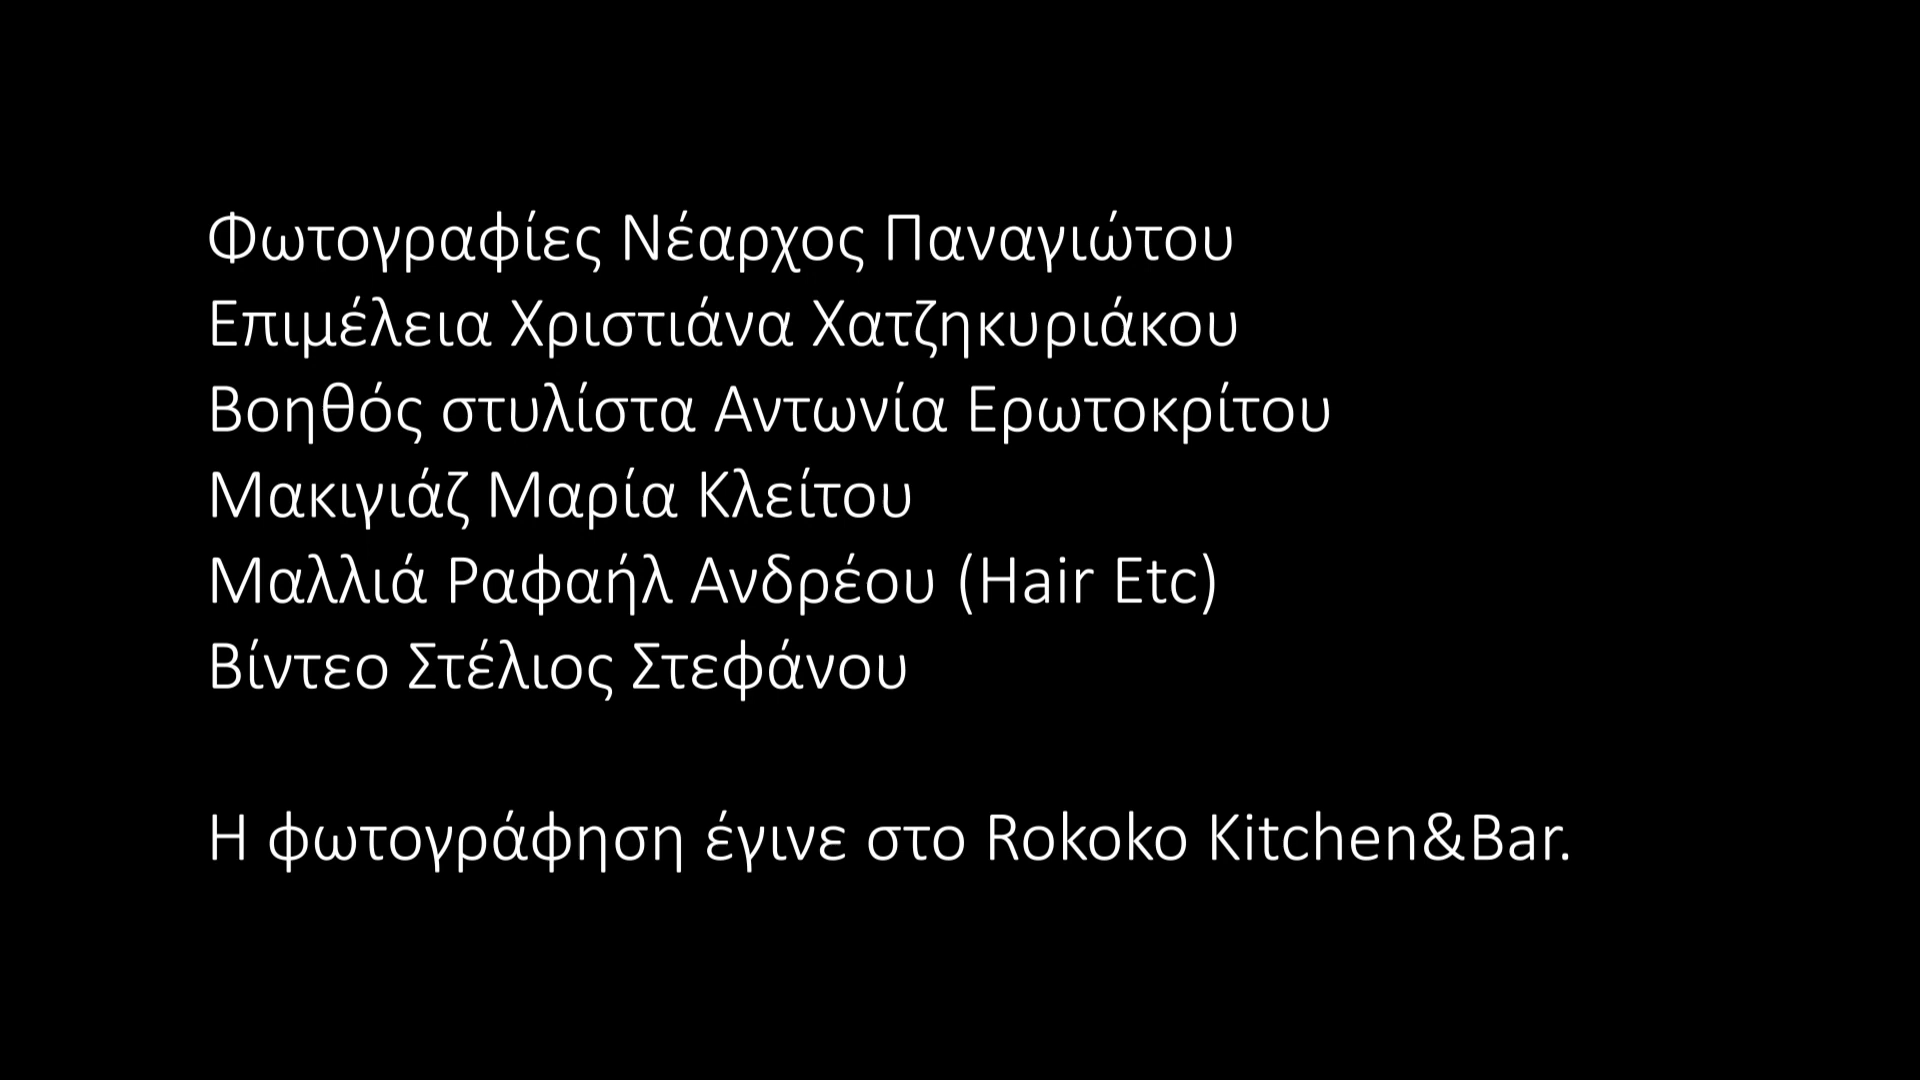 Φωτογραφίες Νέαρχος Παναγιώτου
Επιμέλεια Χριστιάνα Χατζηκυριάκου
Βοηθός στυλίστα Αντωνία Ερωτοκρίτου
Μακιγιάζ Μαρία Κλείτου
Μαλλιά Ραφαήλ Ανδρέου (Hair Etc)
Βίντεο Στέλιος Στεφάνου
Η φωτογράφηση έγινε στο Rokoko Kitchen&Bar.